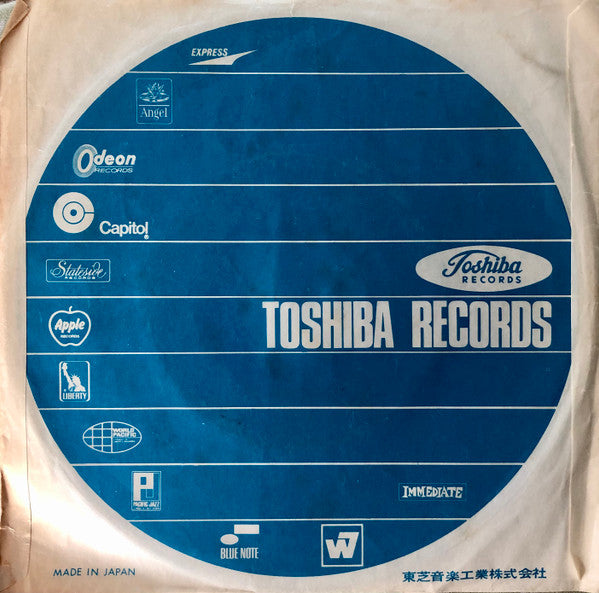 EXPRESS
Angel
Odeon
RECORDS
Capitol
Stateside
RECORDS
Toshiba
RECORDS
Apple
RECORDS
TOSHIBA RECORDS
LIBERTY
WORLD
PACIFIC
PACIFIC JAZZ
IMMEDIATE
BLUE NOTE
W7
MADE IN JAPAN
東芝音楽工業株式会社